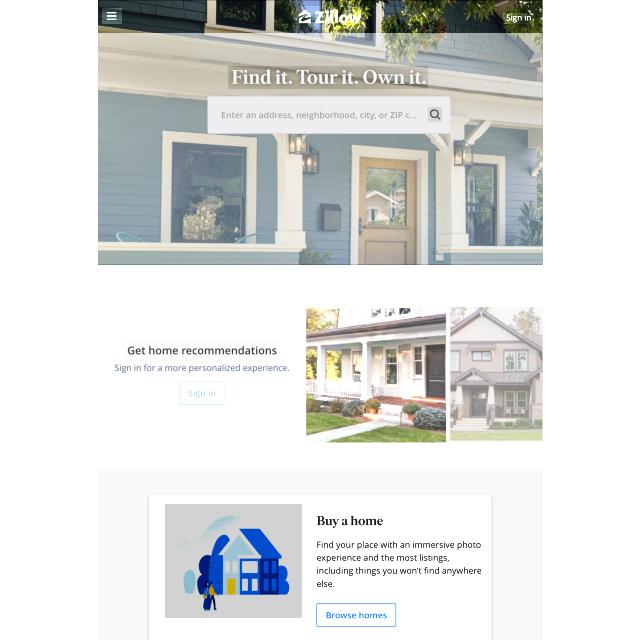 Zillow
Sign in
Find it. Tour it. Own it.
Enter an address, neighborhood, city, or ZIP c...
Get home recommendations
Sign in for a more personalized experience.
Sign in
Buy a home
Find your place with an immersive photo
experience and the most listings,
including things you won't find anywhere
else.
Browse homes